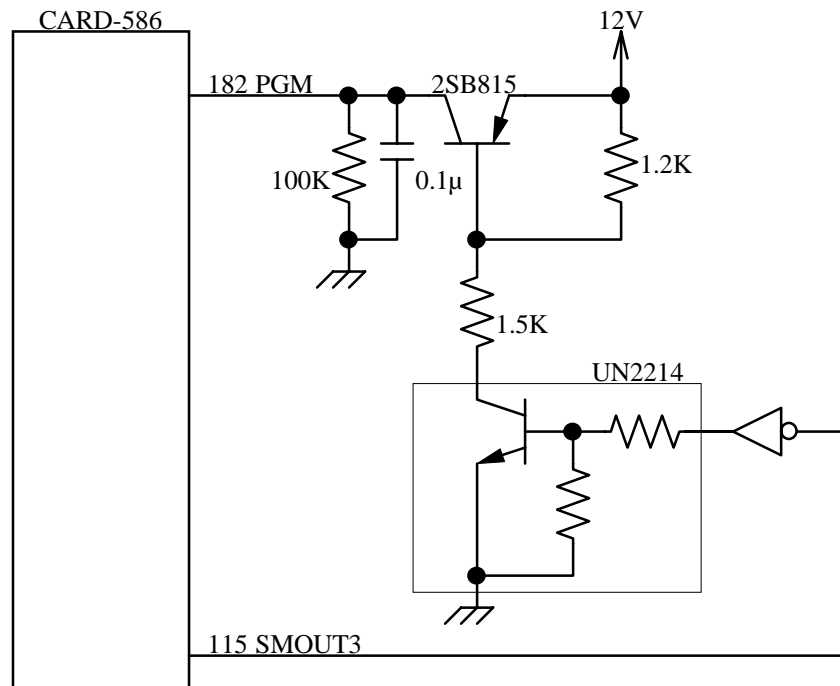 CARD-586
12V
182 PGM
2SB815
100K
0.1µ
1.2K
1.5K
UN2214
115 SMOUT3